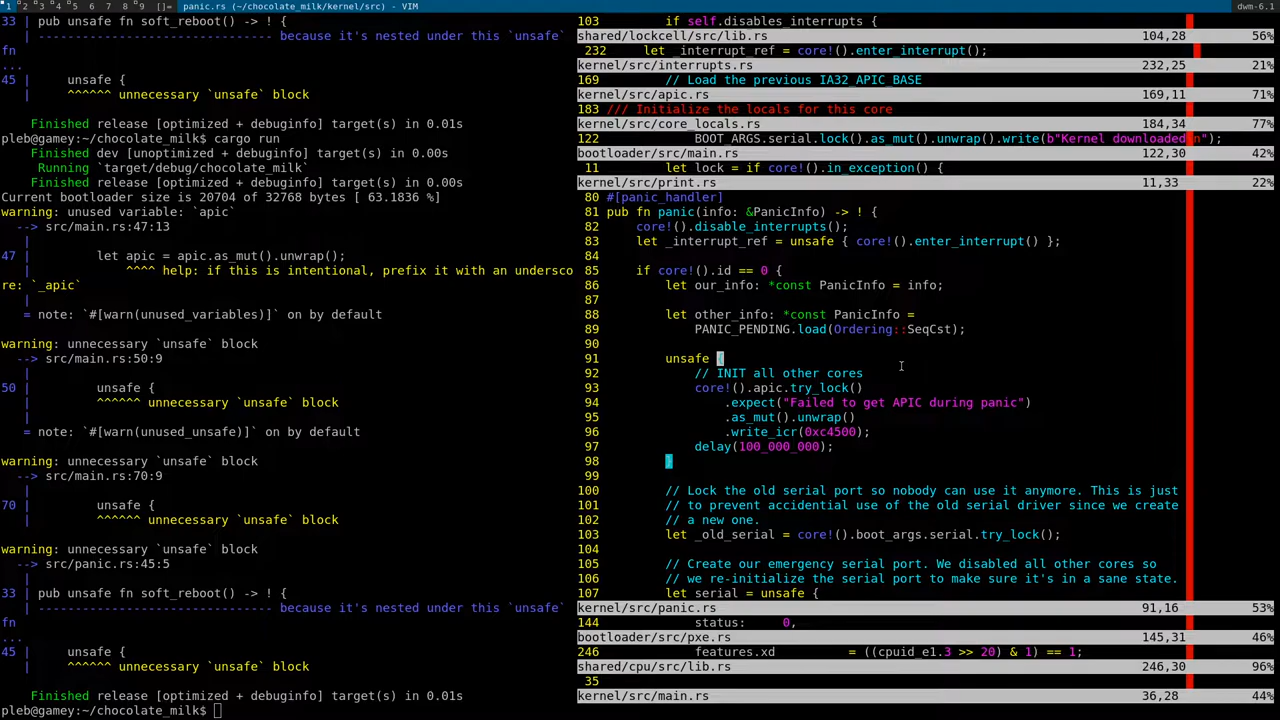 1 2 3 4 5 6 7 8 9 []= panic.rs (~/chocolate_milk/kernel/src) - VIM dwm-6.1
33 | pub unsafe fn soft_reboot() -> ! {
   | ------------------------------- because it's nested under this `unsafe`
fn
...
45 |     unsafe {
   |     ^^^^^^ unnecessary `unsafe` block
    Finished release [optimized + debuginfo] target(s) in 0.01s
pleb@gamey:~/chocolate_milk$ cargo run
    Finished dev [unoptimized + debuginfo] target(s) in 0.00s
     Running `target/debug/chocolate_milk`
    Finished release [optimized + debuginfo] target(s) in 0.00s
Current bootloader size is 20704 of 32768 bytes [ 63.1836 %]
warning: unused variable: `apic`
  --> src/main.rs:47:13
   |
47 |         let apic = apic.as_mut().unwrap();
   |             ^^^^ help: if this is intentional, prefix it with an undersco
re: `_apic`
   |
   = note: `#[warn(unused_variables)]` on by default
warning: unnecessary `unsafe` block
  --> src/main.rs:50:9
   |
50 |         unsafe {
   |         ^^^^^^ unnecessary `unsafe` block
   |
   = note: `#[warn(unused_unsafe)]` on by default
warning: unnecessary `unsafe` block
  --> src/main.rs:70:9
   |
70 |         unsafe {
   |         ^^^^^^ unnecessary `unsafe` block
warning: unnecessary `unsafe` block
  --> src/panic.rs:45:5
   |
33 | pub unsafe fn soft_reboot() -> ! {
   | ------------------------------- because it's nested under this `unsafe`
fn
...
45 |     unsafe {
   |     ^^^^^^ unnecessary `unsafe` block
    Finished release [optimized + debuginfo] target(s) in 0.01s
pleb@gamey:~/chocolate_milk$
103         if self.disables_interrupts {
shared/lockcell/src/lib.rs 104,28 56%
232     let _interrupt_ref = core!().enter_interrupt();
kernel/src/interrupts.rs 232,25 21%
169         // Load the previous IA32_APIC_BASE
kernel/src/apic.rs 169,11 71%
183 /// Initialize the locals for this core
kernel/src/core_locals.rs 184,34 77%
122         BOOT_ARGS.serial.lock().as_mut().unwrap().write(b"Kernel downloaded\n");
bootloader/src/main.rs 122,30 42%
11         let lock = if core!().in_exception() {
kernel/src/print.rs 11,33 22%
80 #[panic_handler]
81 pub fn panic(info: &PanicInfo) -> ! {
82     core!().disable_interrupts();
83     let _interrupt_ref = unsafe { core!().enter_interrupt() };
84
85     if core!().id == 0 {
86         let our_info: *const PanicInfo = info;
87
88         let other_info: *const PanicInfo =
89             PANIC_PENDING.load(Ordering::SeqCst);
90
91         unsafe {
92             // INIT all other cores
93             core!().apic.try_lock()
94                 .expect("Failed to get APIC during panic")
95                 .as_mut().unwrap()
96                 .write_icr(0xc4500);
97             delay(100_000_000);
98         }
99
100         // Lock the old serial port so nobody can use it anymore. This is just
101         // to prevent accidential use of the old serial driver since we create
102         // a new one.
103         let _old_serial = core!().boot_args.serial.try_lock();
104
105         // Create our emergency serial port. We disabled all other cores so
106         // we re-initialize the serial port to make sure it's in a sane state.
107         let serial = unsafe {
kernel/src/panic.rs 91,16 53%
144             status:     0,
bootloader/src/pxe.rs 145,31 46%
246             features.xd           = ((cpuid_e1.3 >> 20) & 1) == 1;
shared/cpu/src/lib.rs 246,30 96%
35
kernel/src/main.rs 36,28 44%